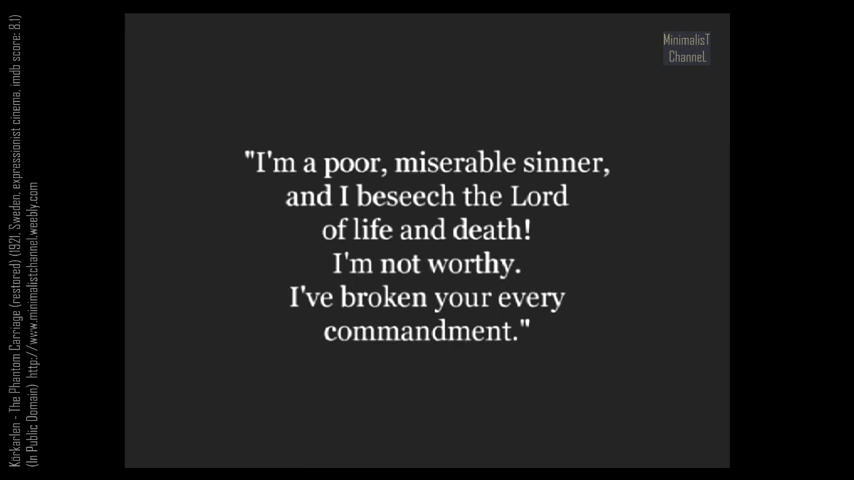 Körkarlen - The Phantom Carriage (restored) (1921, Sweden, expressionist cinema, imdb score: 8.1)
(In Public Domain) http://www.minimalistchannel.weebly.com
MinimalisT
ChanneL
"I'm a poor, miserable sinner,
and I beseech the Lord
of life and death!
I'm not worthy.
I've broken your every
commandment."